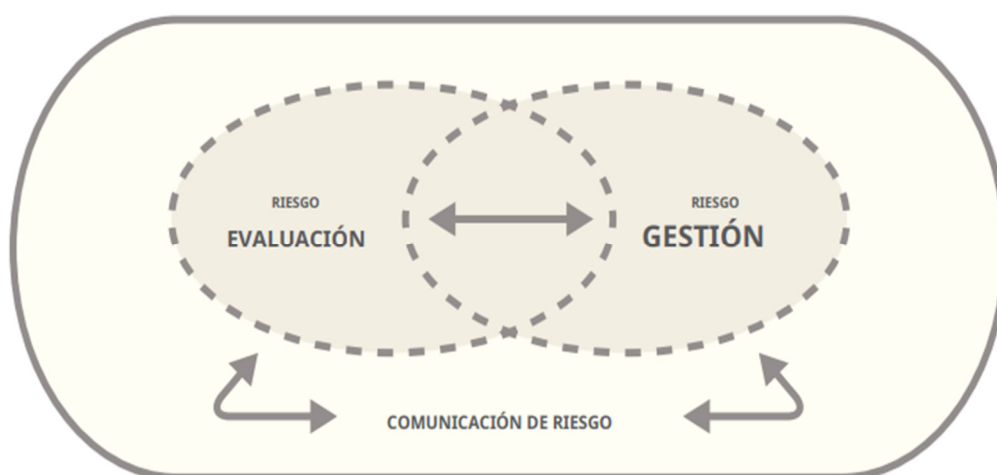 RIESGO
EVALUACIÓN
RIESGO
GESTIÓN
COMUNICACIÓN DE RIESGO